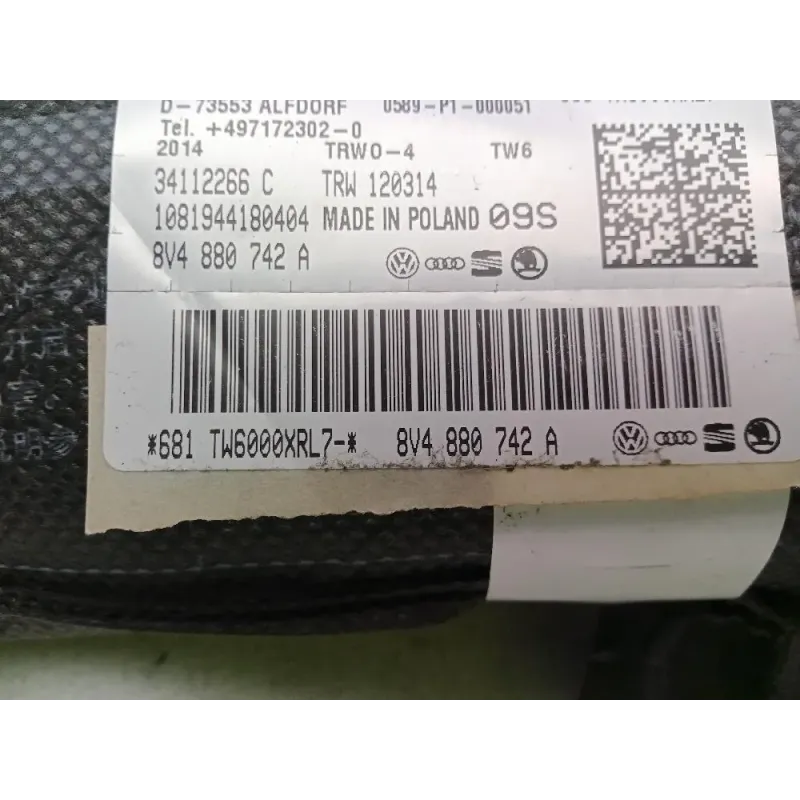 D-73553 ALFDORF 0589-P1-000051
Tel. +497172302-0
2014 TRW0-4 TW6
34112266 C TRW 120314
1081944180404 MADE IN POLAND 09S
8V4 880 742 A
*681 TW6000XRL7-* 8V4 880 742 A